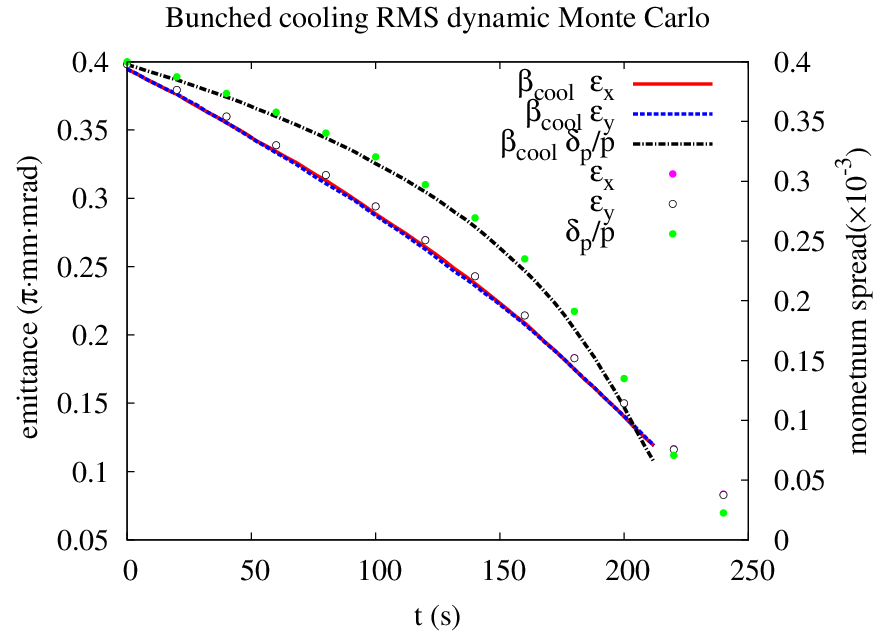 Bunched cooling RMS dynamic Monte Carlo
0.4
0.35
0.3
0.25
0.2
0.15
0.1
0.05
emittance (π·mm·mrad)
0 50 100 150 200 250
t (s)
0.4
0.35
0.3
0.25
0.2
0.15
0.1
0.05
0
mometnum spread(×10⁻³)
β_cool ε_x
β_cool ε_y
β_cool δ_p/p
ε_x
ε_y
δ_p/p